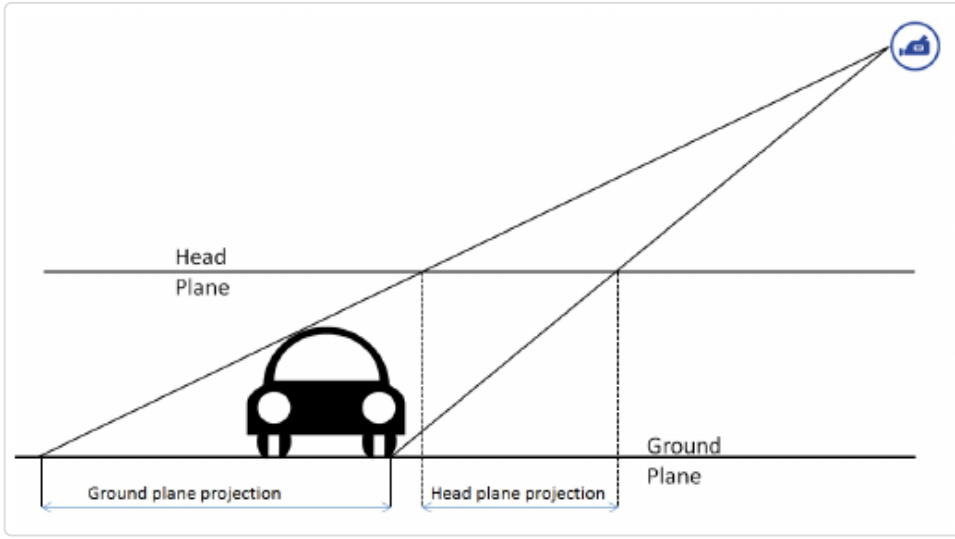 Head
Plane
Ground
Plane
Ground plane projection
Head plane projection